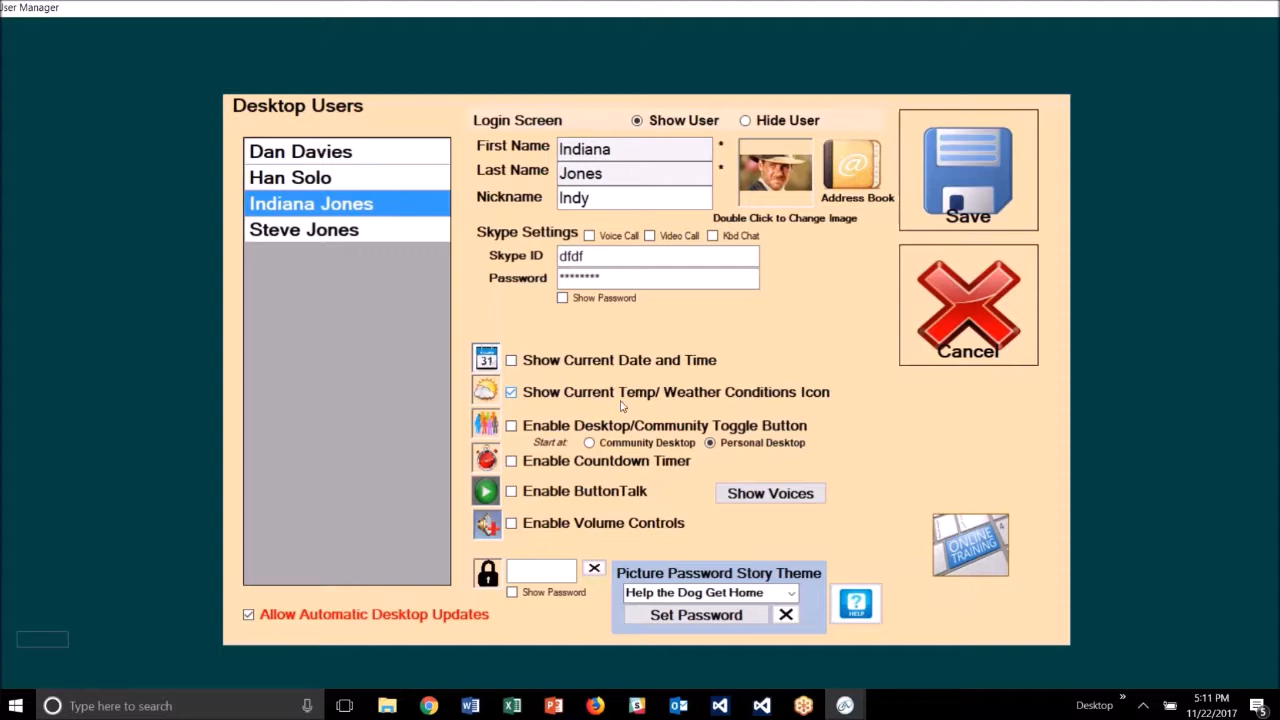 User Manager
Desktop Users
Dan Davies
Han Solo
Indiana Jones
Steve Jones
Allow Automatic Desktop Updates
Login Screen
Show User
Hide User
First Name
Indiana
*
Last Name
Jones
*
Nickname
Indy
@
Address Book
Double Click to Change Image
Skype Settings
Voice Call
Video Call
Kbd Chat
Skype ID
dfdf
Password
********
Show Password
31
Show Current Date and Time
Show Current Temp/ Weather Conditions Icon
Enable Desktop/Community Toggle Button
Start at:
Community Desktop
Personal Desktop
Enable Countdown Timer
Enable ButtonTalk
Show Voices
Enable Volume Controls
Show Password
Picture Password Story Theme
Help the Dog Get Home
Set Password
HELP
Save
Cancel
ONLINE
TRAINING
Type here to search
Desktop
5:11 PM
11/22/2017
5